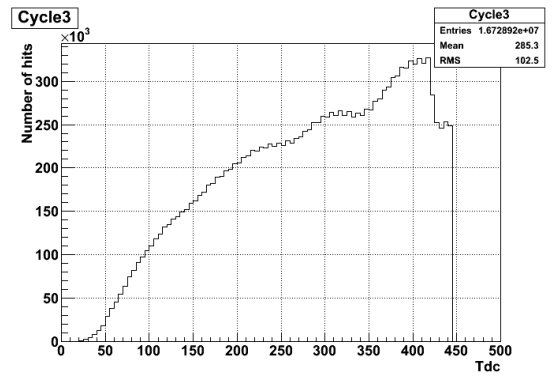 Cycle3
×10³
Cycle3
Entries 1.672892e+07
Mean 285.3
RMS 102.5
Number of hits
300
250
200
150
100
50
0
0 50 100 150 200 250 300 350 400 450 500
Tdc